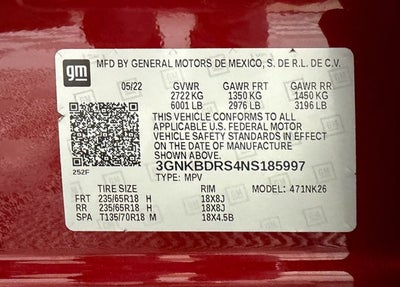 gm
MFD BY GENERAL MOTORS DE MEXICO, S. DE R.L. DE C.V.
05/22 GVWR GAWR FRT GAWR RR
2722 KG 1350 KG 1450 KG
6001 LB 2976 LB 3196 LB
THIS VEHICLE CONFORMS TO ALL
APPLICABLE U.S. FEDERAL MOTOR
VEHICLE SAFETY STANDARDS IN EFFECT
ON THE DATE OF MANUFACTURE
SHOWN ABOVE.
3GNKBDRS4NS185997
252F TYPE: MPV MODEL: 471NK26
TIRE SIZE RIM
FRT 235/65R18 H 18X8J
RR 235/65R18 H 18X8J
SPA T135/70R18 M 18X4.5B